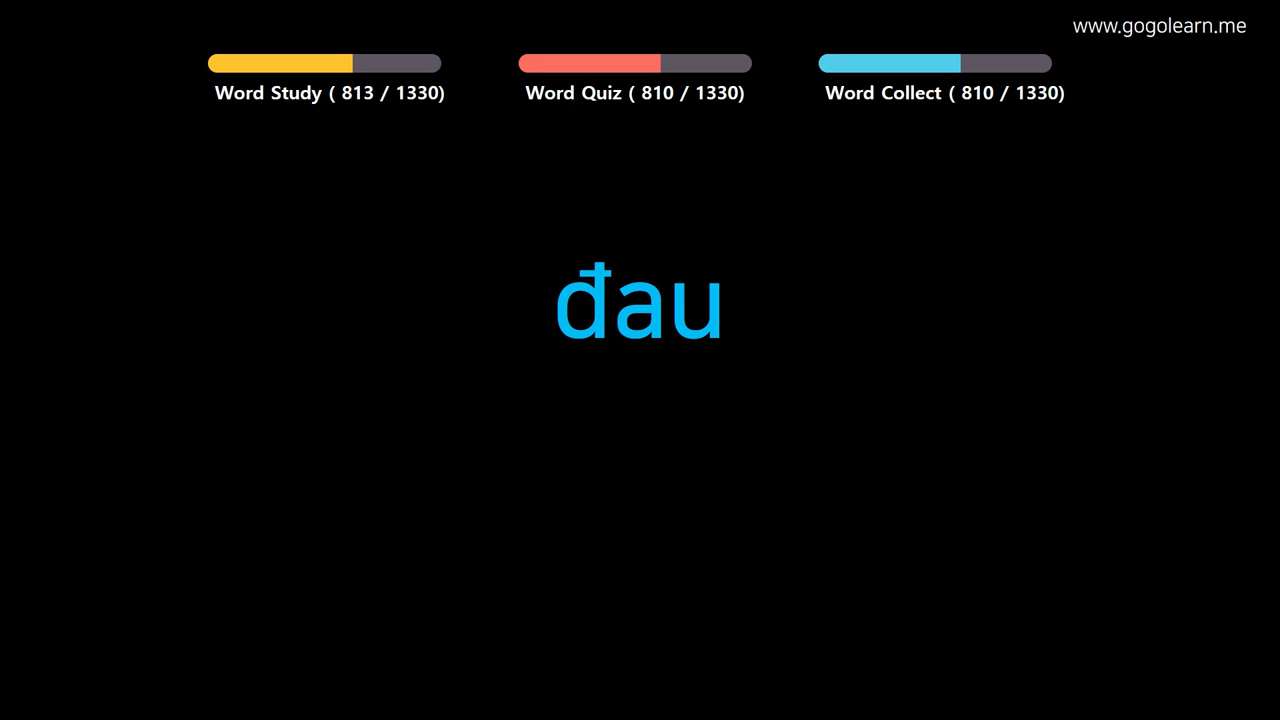 www.gogolearn.me
Word Study ( 813 / 1330)
Word Quiz ( 810 / 1330)
Word Collect ( 810 / 1330)
đau